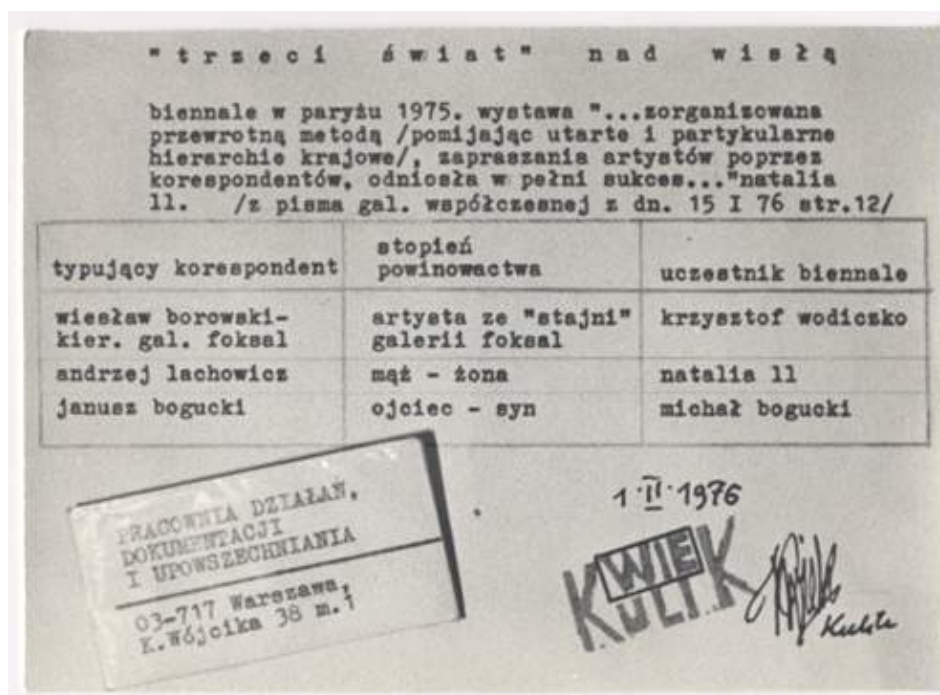 "trzeci świat" nad wisłą
biennale w paryżu 1975. wystawa "...zorganizowana
przewrotną metodą /pomijając utarte i partykularne
hierarchie krajowe/, zapraszania artystów poprzez
korespondentów, odniosła w pełni sukces..."natalia
ll. /z pisma gal. współczesnej z dn. 15 I 76 str.12/
typujący korespondent
stopień
powinowactwa
uczestnik biennale
wiesław borowski-
kier. gal. foksal
artysta ze "stajni"
galerii foksal
krzysztof wodiczko
andrzej lachowicz
mąż - żona
natalia ll
janusz bogucki
ojciec - syn
michał bogucki
PRACOWNIA DZIAŁAŃ,
DOKUMENTACJI
I UPOWSZECHNIANIA
03-717 Warszawa,
K.Wójcika 38 m.1
1·II·1976
KWIEK
KULIK
Kulik